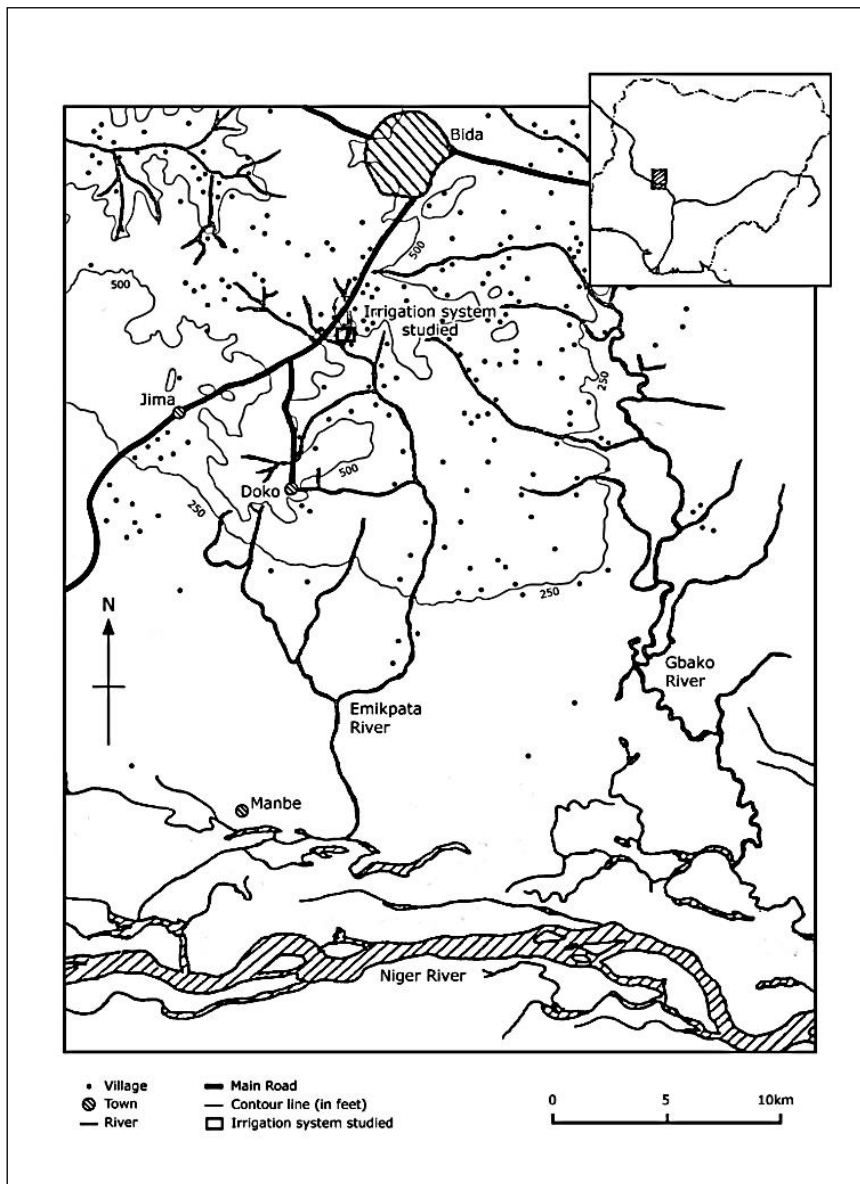 Bida
500
500
Irrigation system
studied
250
Jima
500
Doko
250
250
N
Gbako
River
Emikpata
River
Manbe
Niger River
Village
Main Road
Town
Contour line (in feet)
River
Irrigation system studied
0
5
10km